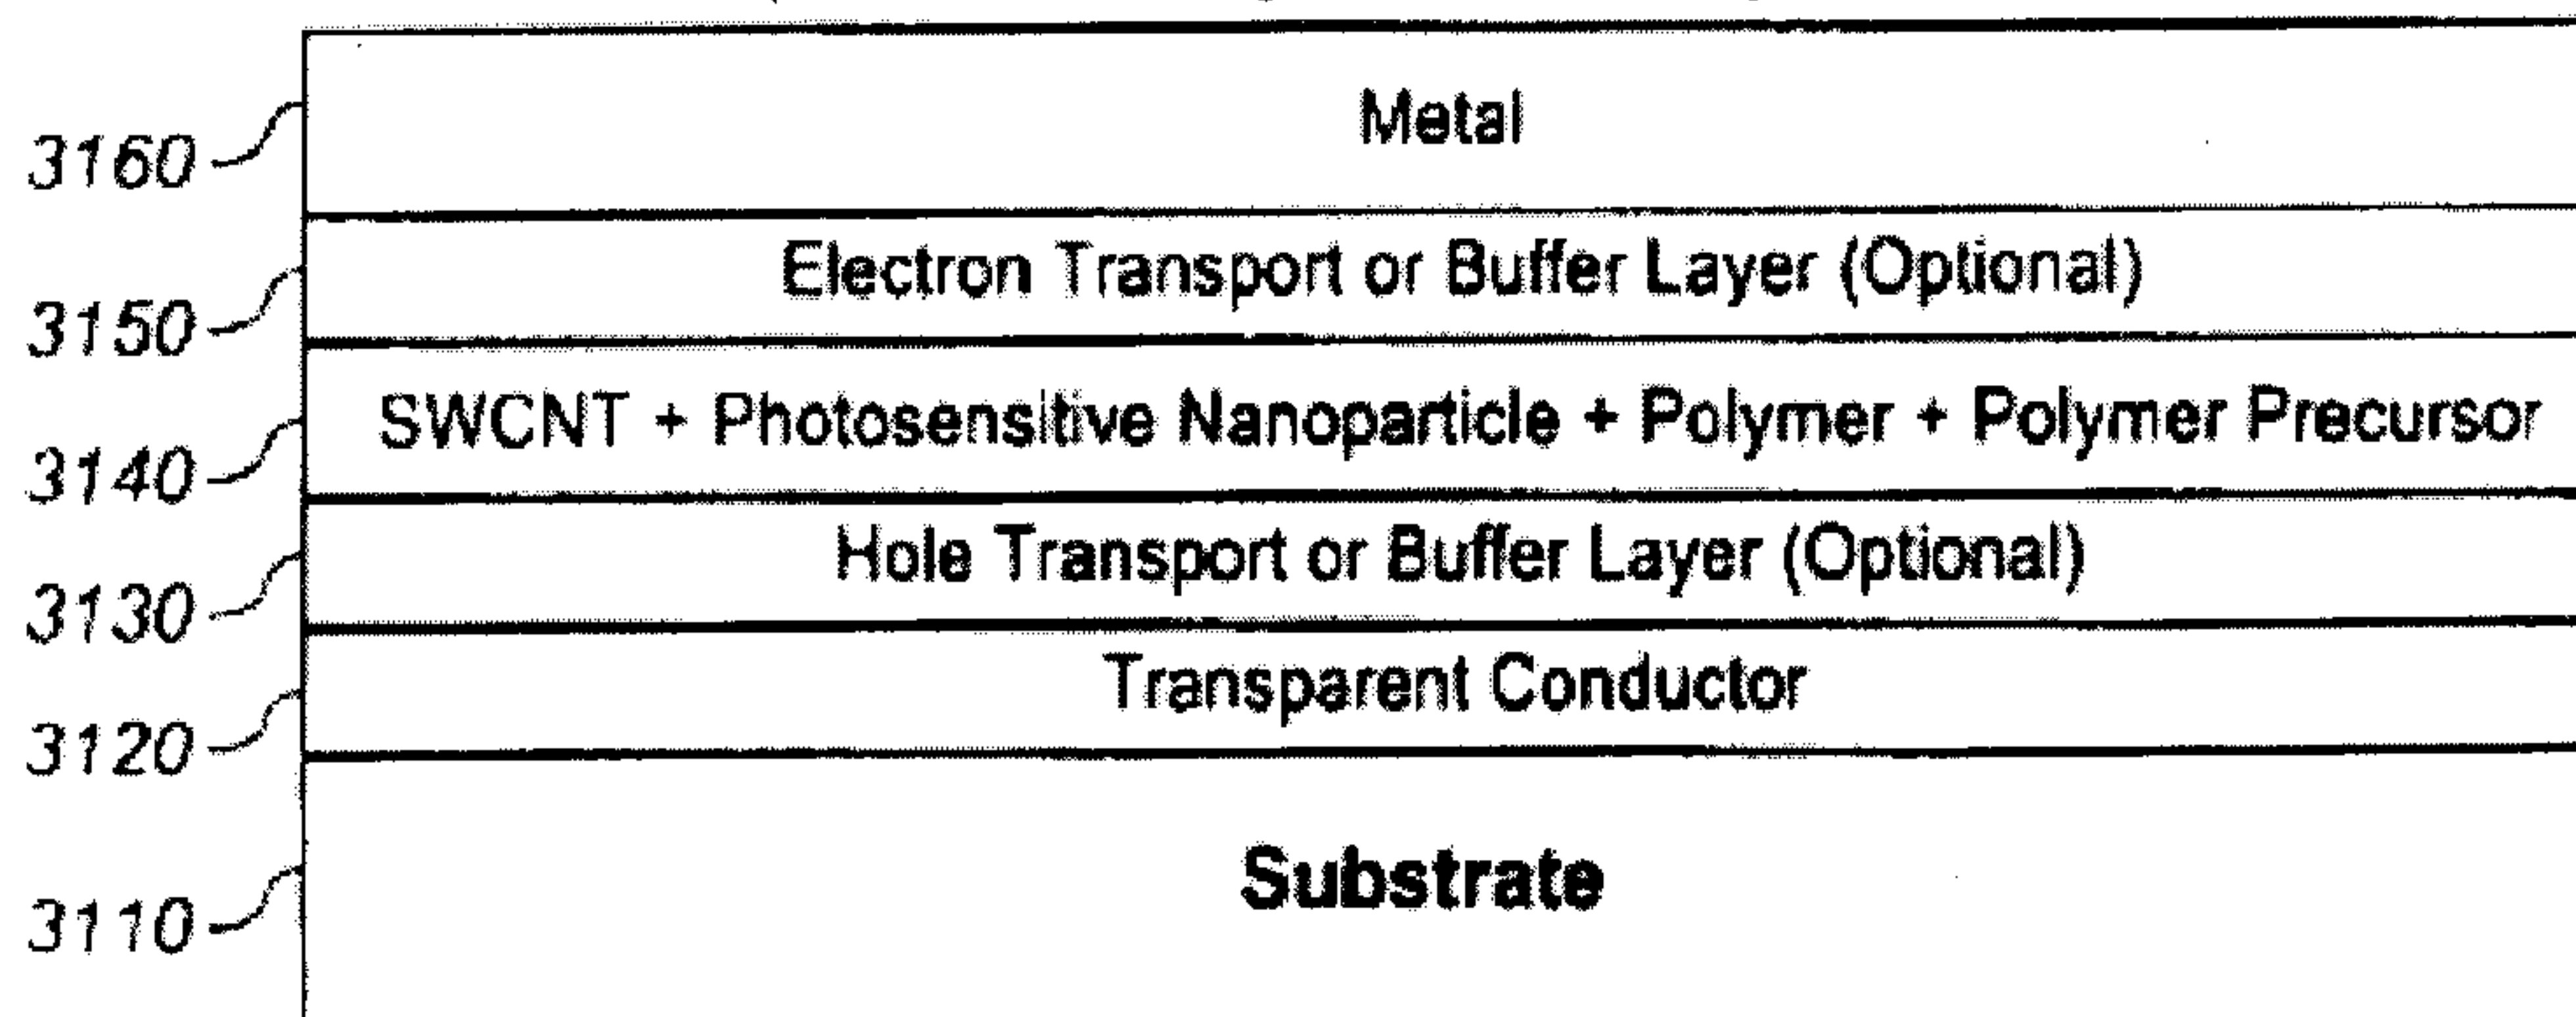 Metal
3160
Electron Transport or Buffer Layer (Optional)
3150
SWCNT + Photosensitive Nanoparticle + Polymer + Polymer Precursor
3140
Hole Transport or Buffer Layer (Optional)
3130
Transparent Conductor
3120
Substrate
3110